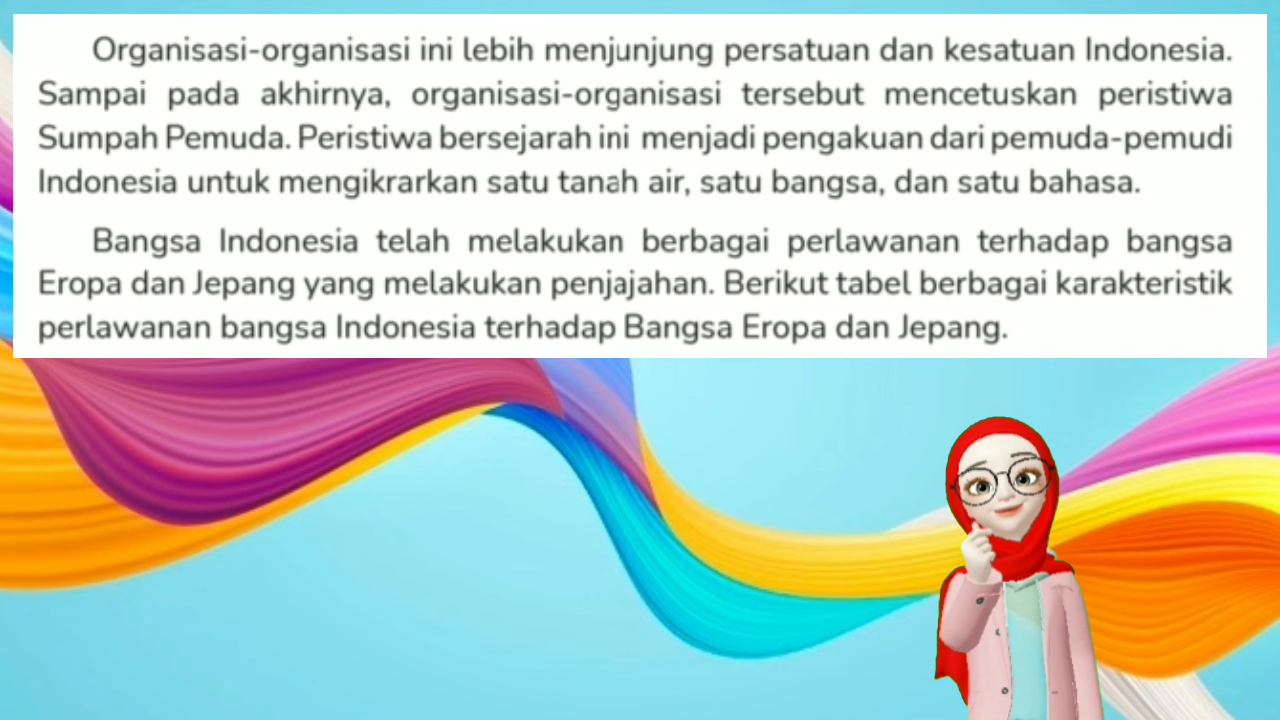 Organisasi-organisasi ini lebih menjunjung persatuan dan kesatuan Indonesia.
Sampai pada akhirnya, organisasi-organisasi tersebut mencetuskan peristiwa
Sumpah Pemuda. Peristiwa bersejarah ini menjadi pengakuan dari pemuda-pemudi
Indonesia untuk mengikrarkan satu tanah air, satu bangsa, dan satu bahasa.
Bangsa Indonesia telah melakukan berbagai perlawanan terhadap bangsa
Eropa dan Jepang yang melakukan penjajahan. Berikut tabel berbagai karakteristik
perlawanan bangsa Indonesia terhadap Bangsa Eropa dan Jepang.